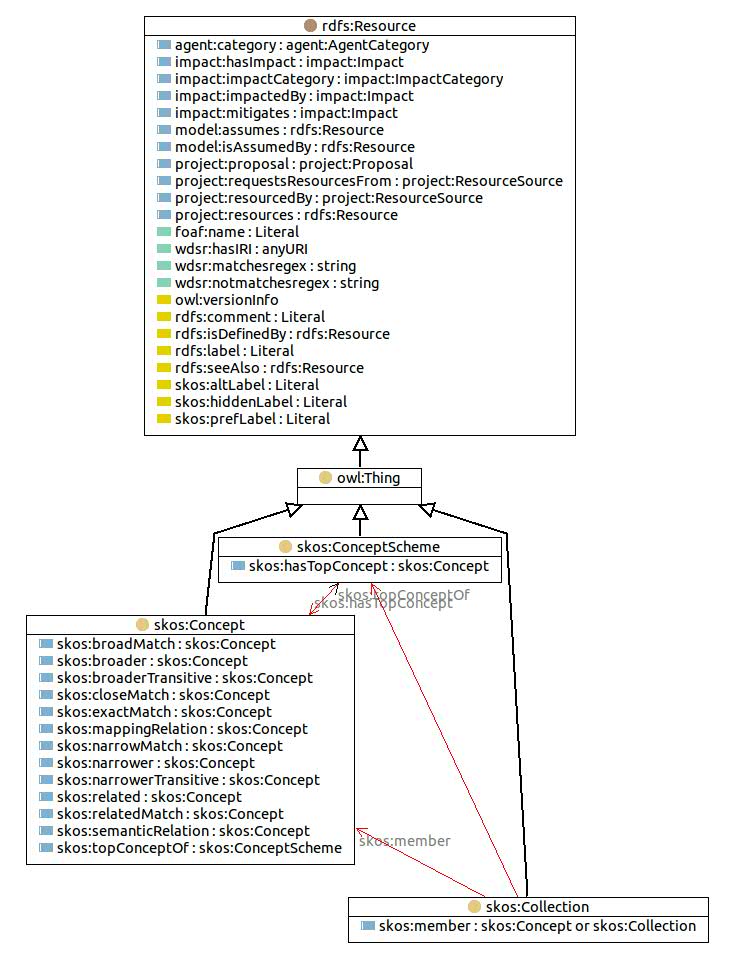 rdfs:Resource
agent:category : agent:AgentCategory
impact:hasImpact : impact:Impact
impact:impactCategory : impact:ImpactCategory
impact:impactedBy : impact:Impact
impact:mitigates : impact:Impact
model:assumes : rdfs:Resource
model:isAssumedBy : rdfs:Resource
project:proposal : project:Proposal
project:requestsResourcesFrom : project:ResourceSource
project:resourcedBy : project:ResourceSource
project:resources : rdfs:Resource
foaf:name : Literal
wdsr:hasIRI : anyURI
wdsr:matchesregex : string
wdsr:notmatchesregex : string
owl:versionInfo
rdfs:comment : Literal
rdfs:isDefinedBy : rdfs:Resource
rdfs:label : Literal
rdfs:seeAlso : rdfs:Resource
skos:altLabel : Literal
skos:hiddenLabel : Literal
skos:prefLabel : Literal
owl:Thing
skos:ConceptScheme
skos:hasTopConcept : skos:Concept
skos:topConceptOf
skos:hasTopConcept
skos:Concept
skos:broadMatch : skos:Concept
skos:broader : skos:Concept
skos:broaderTransitive : skos:Concept
skos:closeMatch : skos:Concept
skos:exactMatch : skos:Concept
skos:mappingRelation : skos:Concept
skos:narrowMatch : skos:Concept
skos:narrower : skos:Concept
skos:narrowerTransitive : skos:Concept
skos:related : skos:Concept
skos:relatedMatch : skos:Concept
skos:semanticRelation : skos:Concept
skos:topConceptOf : skos:ConceptScheme
skos:member
skos:Collection
skos:member : skos:Concept or skos:Collection